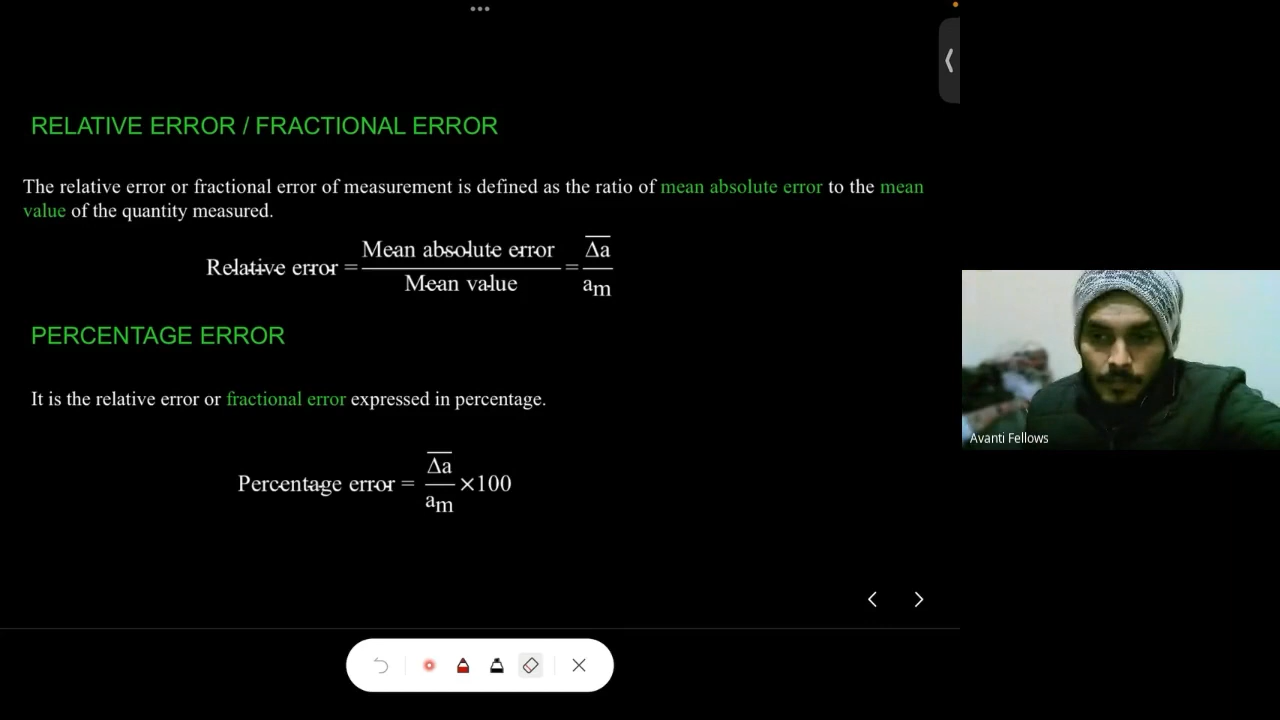 RELATIVE ERROR / FRACTIONAL ERROR
The relative error or fractional error of measurement is defined as the ratio of mean absolute error to the mean
value of the quantity measured.
Relative error = Mean absolute error / Mean value = Δa̅ / am
PERCENTAGE ERROR
It is the relative error or fractional error expressed in percentage.
Percentage error = Δa̅ / am ×100
Avanti Fellows